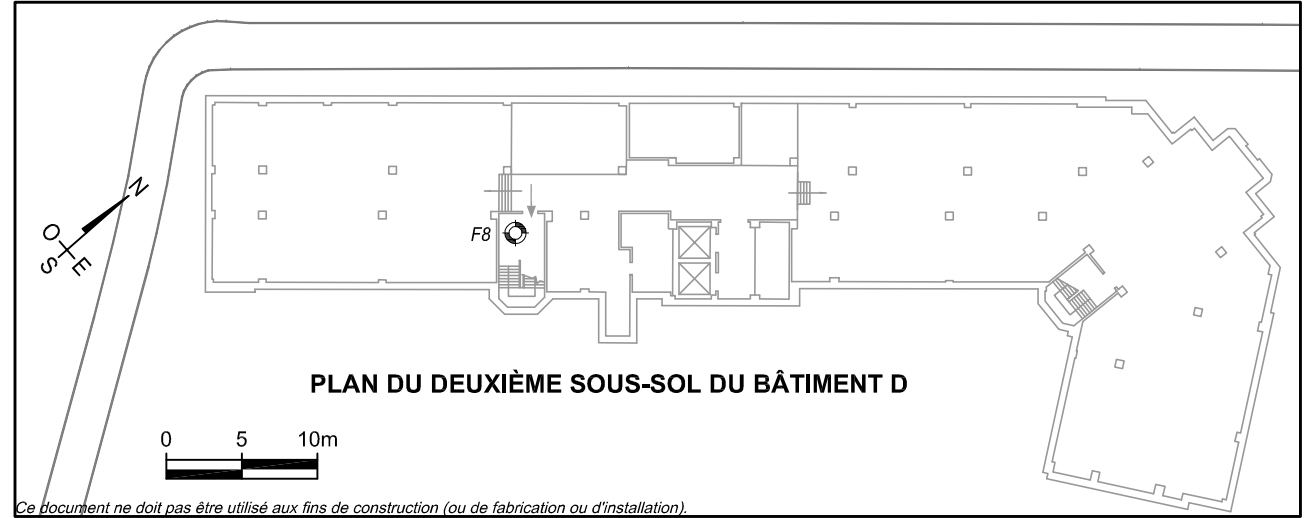 N
O
S
E
F8
PLAN DU DEUXIÈME SOUS-SOL DU BÂTIMENT D
0 5 10m
Ce document ne doit pas être utilisé aux fins de construction (ou de fabrication ou d'installation).